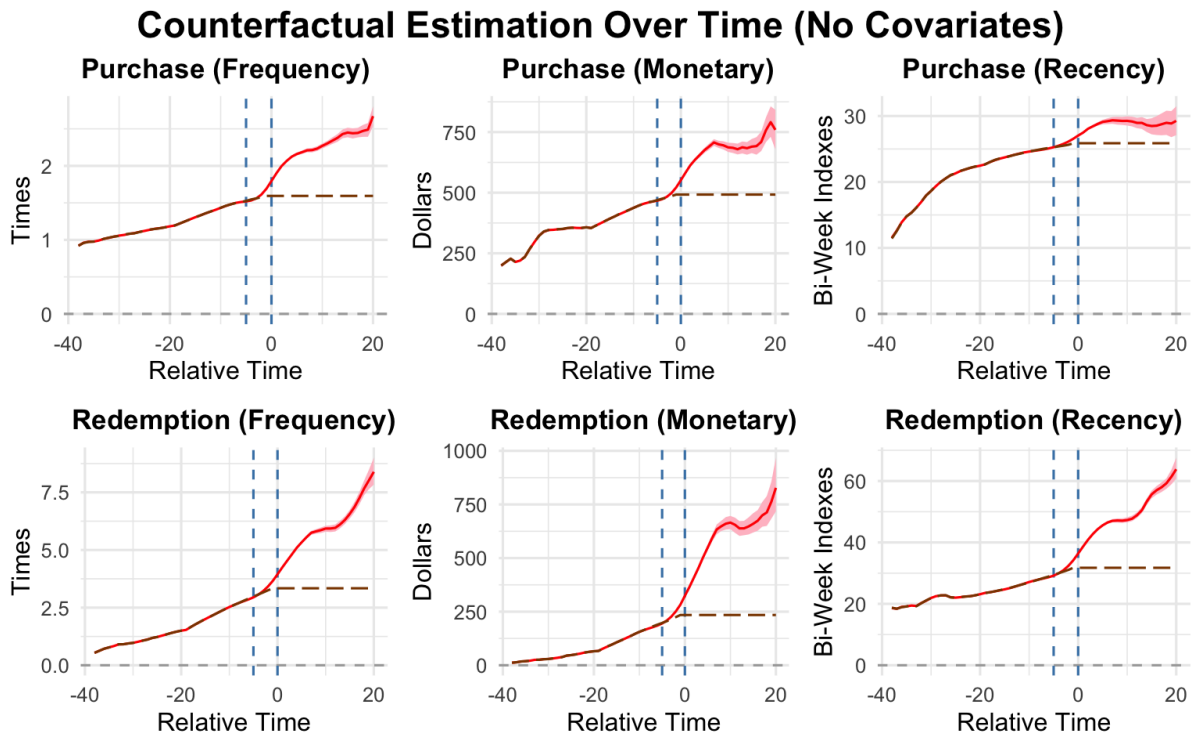 Counterfactual Estimation Over Time (No Covariates)
Purchase (Frequency)
Times
2
1
0
-40 -20 0 20
Relative Time
Purchase (Monetary)
Dollars
750
500
250
0
-40 -20 0 20
Relative Time
Purchase (Recency)
Bi-Week Indexes
30
20
10
0
-40 -20 0 20
Relative Time
Redemption (Frequency)
Times
7.5
5.0
2.5
0.0
-40 -20 0 20
Relative Time
Redemption (Monetary)
Dollars
1000
750
500
250
0
-40 -20 0 20
Relative Time
Redemption (Recency)
Bi-Week Indexes
60
40
20
0
-40 -20 0 20
Relative Time